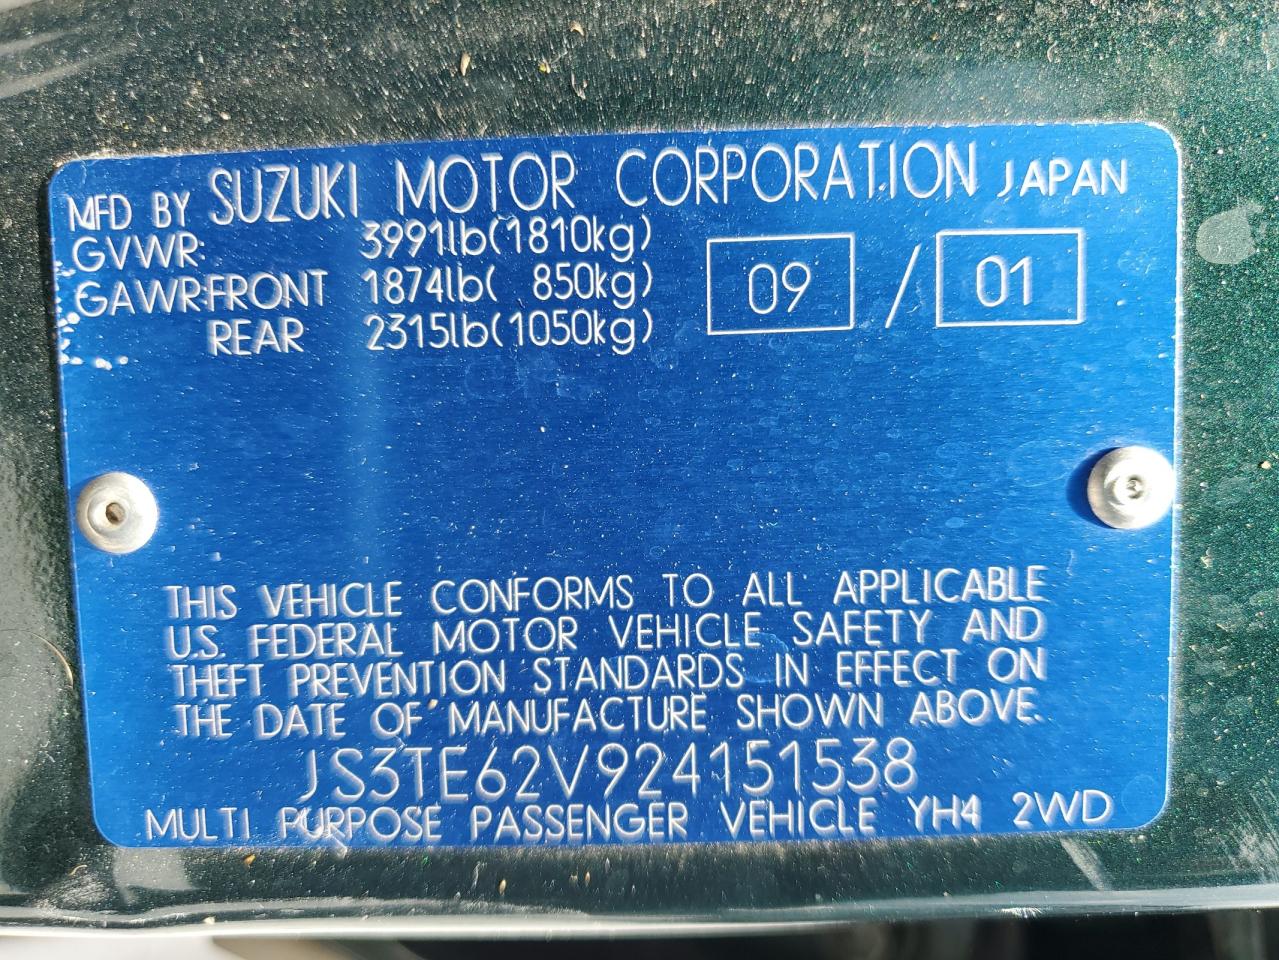 MFD BY SUZUKI MOTOR CORPORATION JAPAN
GVWR: 3991lb(1810kg)
GAWR:FRONT 1874lb( 850kg)
REAR 2315lb(1050kg)
09 / 01
THIS VEHICLE CONFORMS TO ALL APPLICABLE
U.S. FEDERAL MOTOR VEHICLE SAFETY AND
THEFT PREVENTION STANDARDS IN EFFECT ON
THE DATE OF MANUFACTURE SHOWN ABOVE.
JS3TE62V924151538
MULTI PURPOSE PASSENGER VEHICLE YH4 2WD